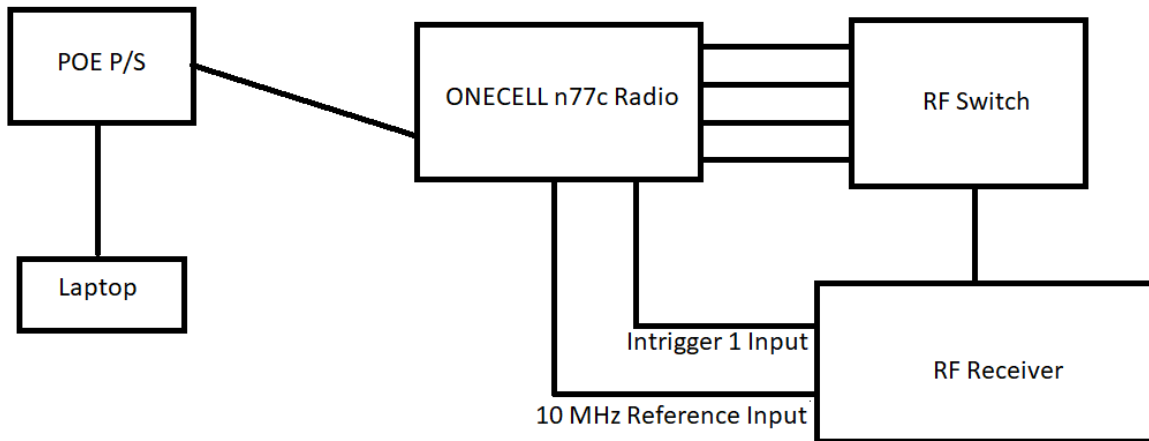 POE P/S
ONECELL n77c Radio
RF Switch
Laptop
Intrigger 1 Input
RF Receiver
10 MHz Reference Input